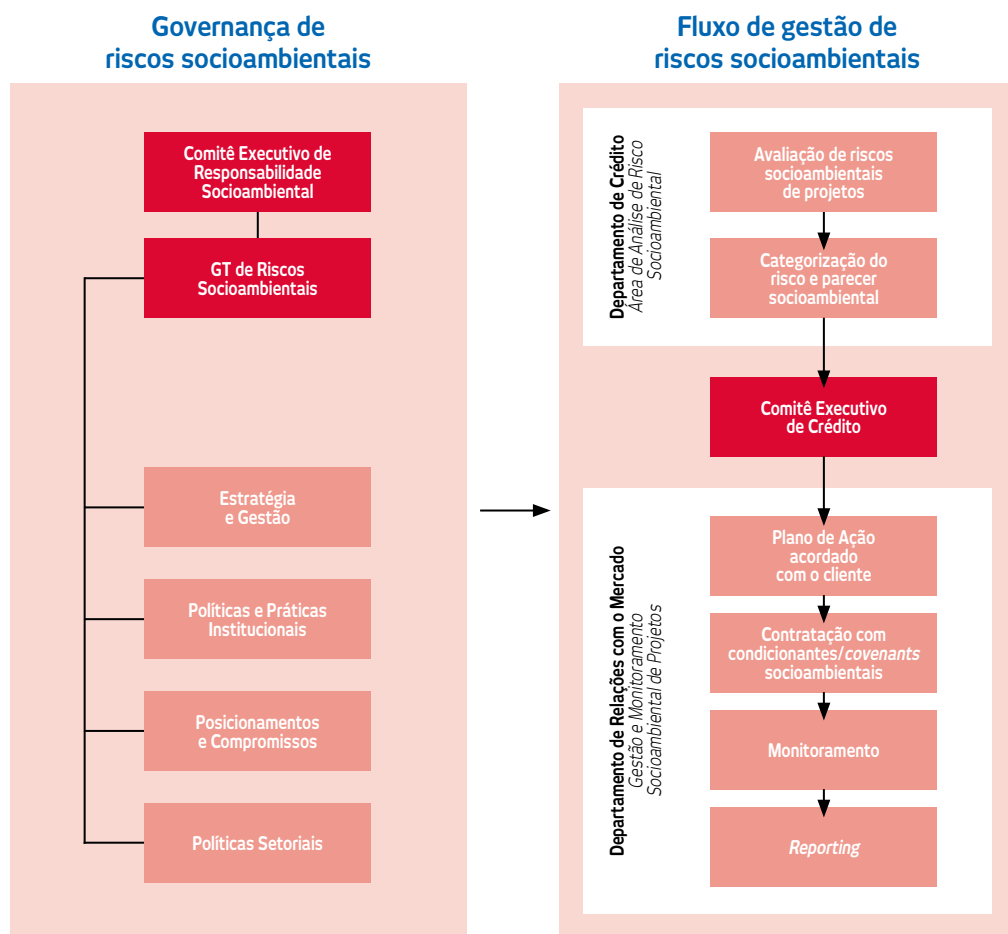 Governança de
riscos socioambientais
Comitê Executivo de
Responsabilidade
Socioambiental
GT de Riscos
Socioambientais
Estratégia
e Gestão
Políticas e Práticas
Institucionais
Posicionamentos
e Compromissos
Políticas Setoriais
Fluxo de gestão de
riscos socioambientais
Departamento de Crédito
Área de Análise de Risco
Socioambiental
Avaliação de riscos
socioambientais
de projetos
Categorização do
risco e parecer
socioambiental
Comitê Executivo
de Crédito
Departamento de Relações com o Mercado
Gestão e Monitoramento
Socioambiental de Projetos
Plano de Ação
acordado
com o cliente
Contratação com
condicionantes/covenants
socioambientais
Monitoramento
Reporting